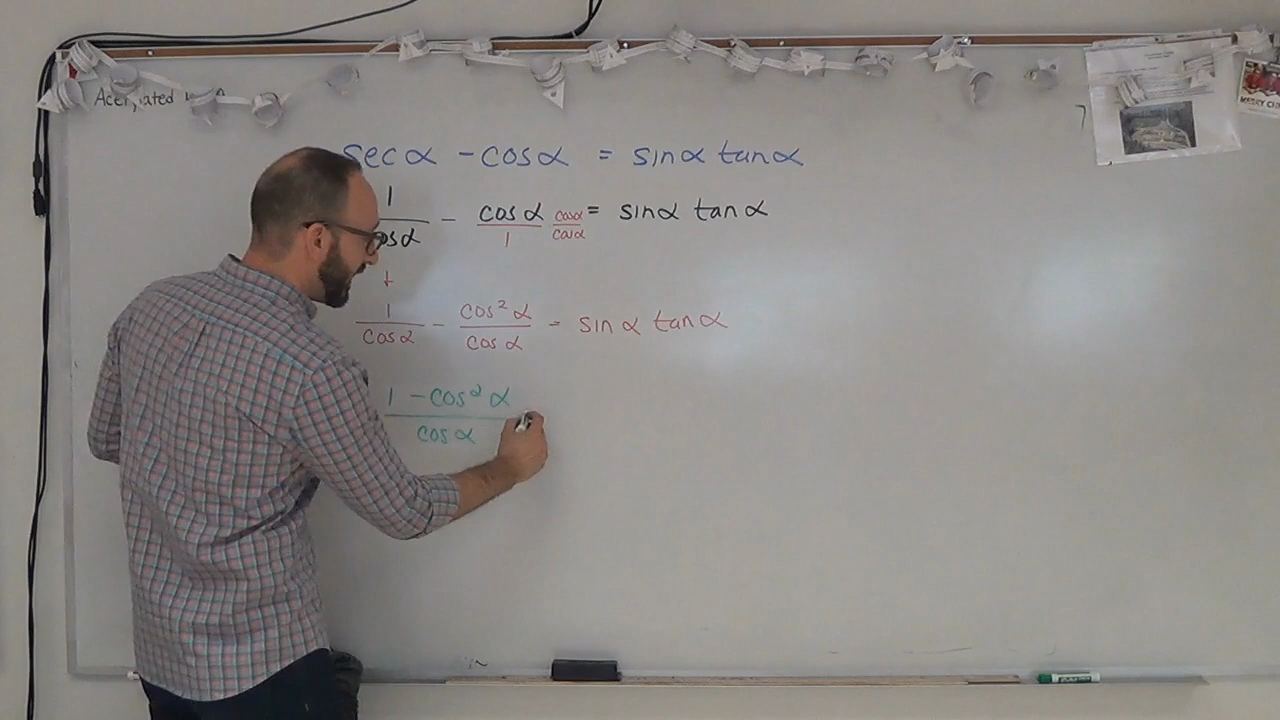 sec α - cos α = sin α tan α
1/cos α - cos α/1 cos α/cos α = sin α tan α
1/cos α - cos² α/cos α = sin α tan α
1 - cos² α/cos α